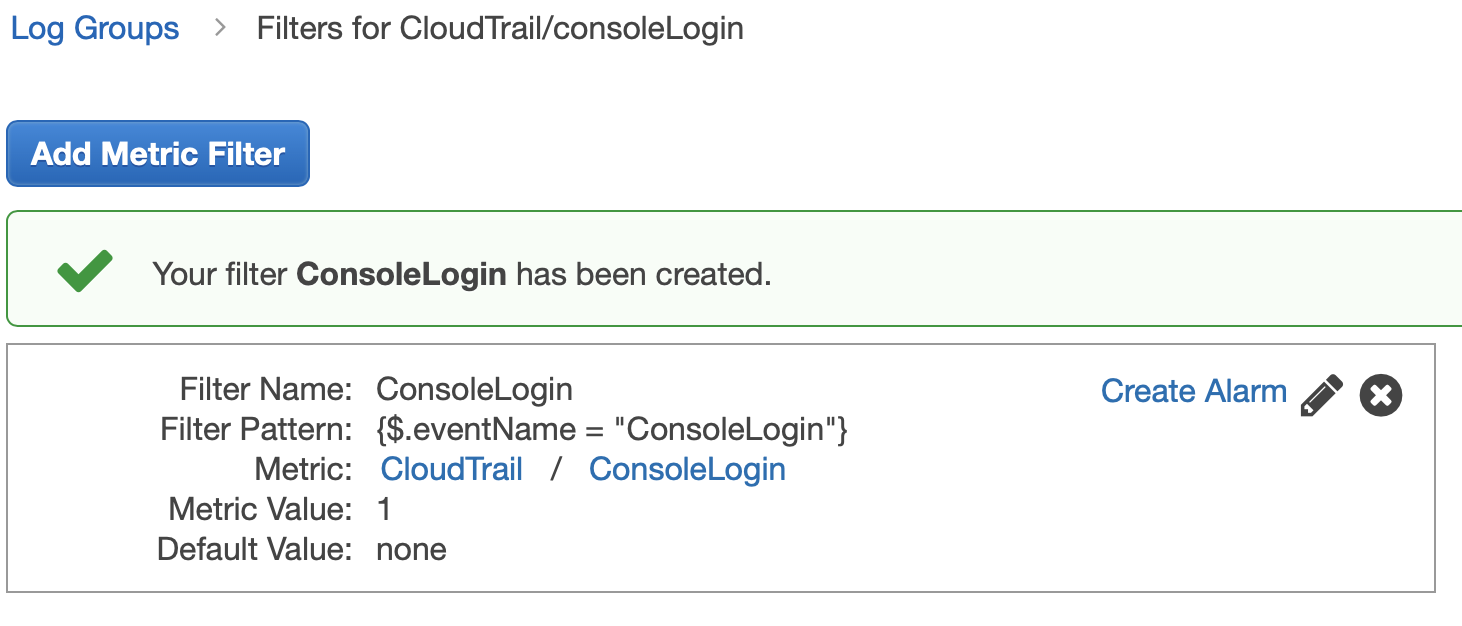 Log Groups > Filters for CloudTrail/consoleLogin
Add Metric Filter
Your filter ConsoleLogin has been created.
Filter Name: ConsoleLogin
Create Alarm
Filter Pattern: {$.eventName = "ConsoleLogin"}
Metric: CloudTrail / ConsoleLogin
Metric Value: 1
Default Value: none